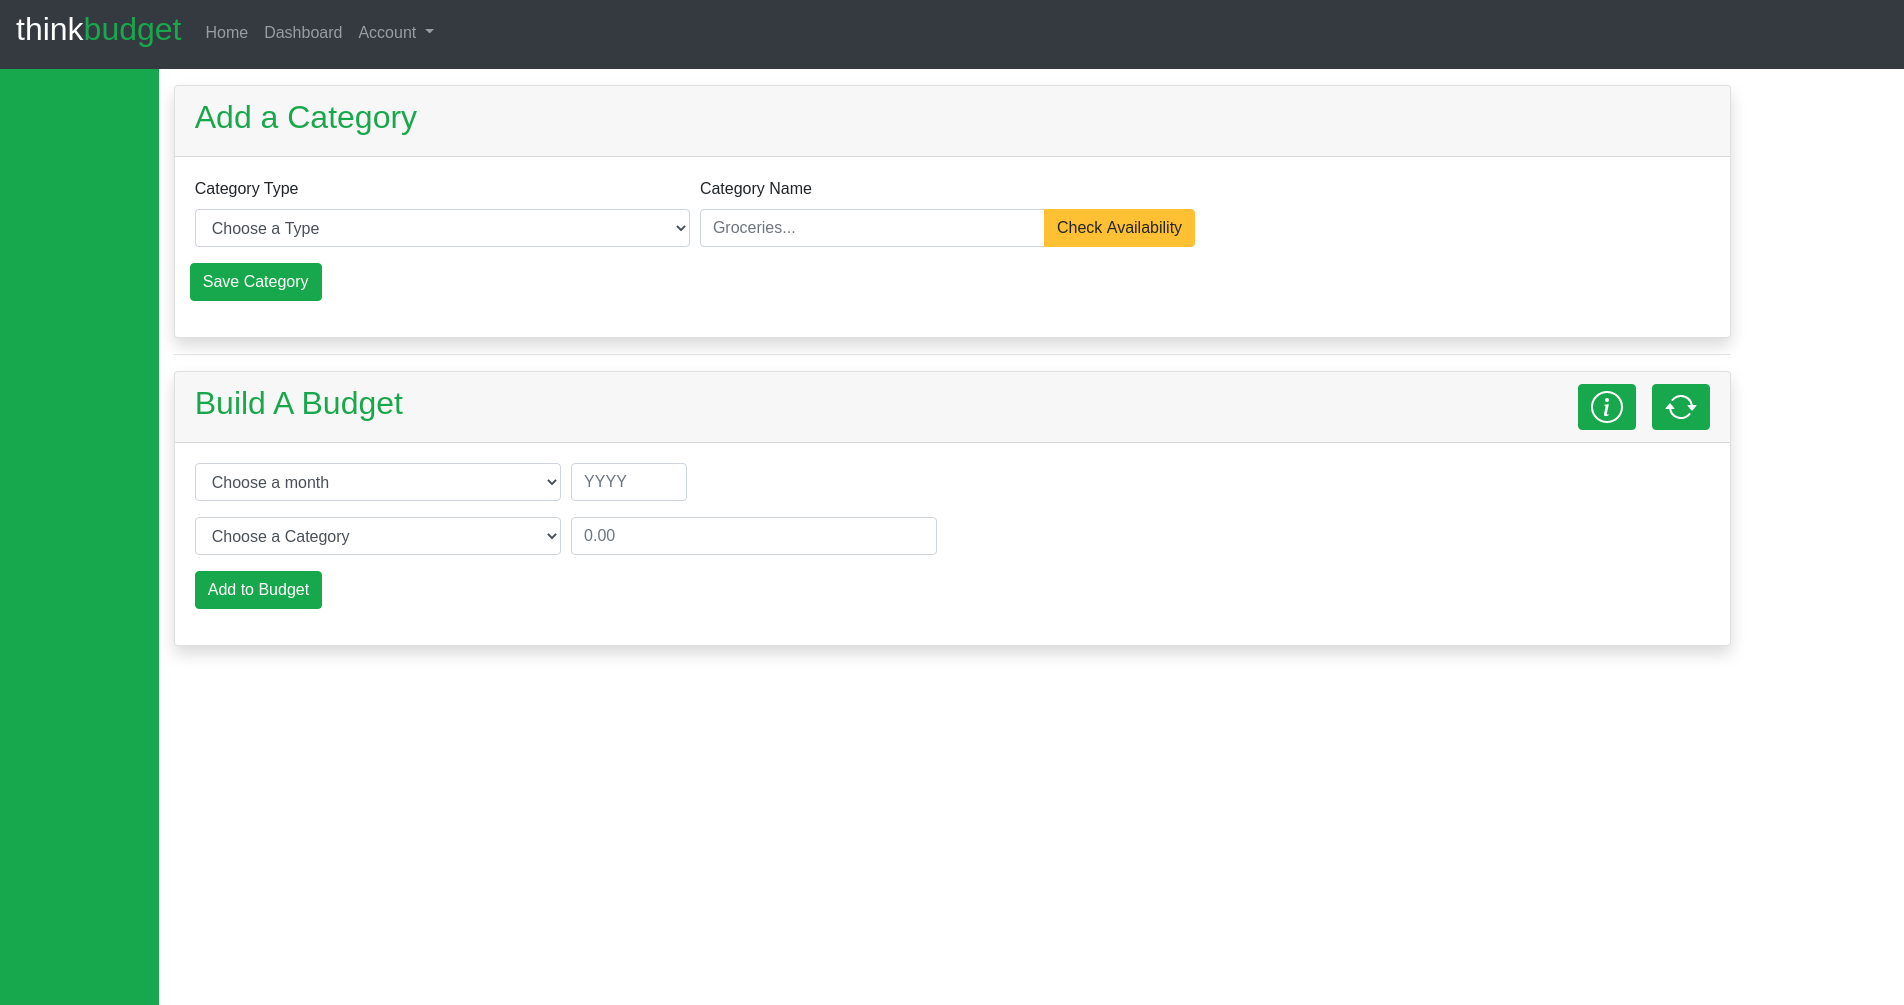 thinkbudget Home Dashboard Account
Add a Category
Category Type Category Name
Choose a Type Groceries... Check Availability
Save Category
Build A Budget
Choose a month YYYY
Choose a Category 0.00
Add to Budget